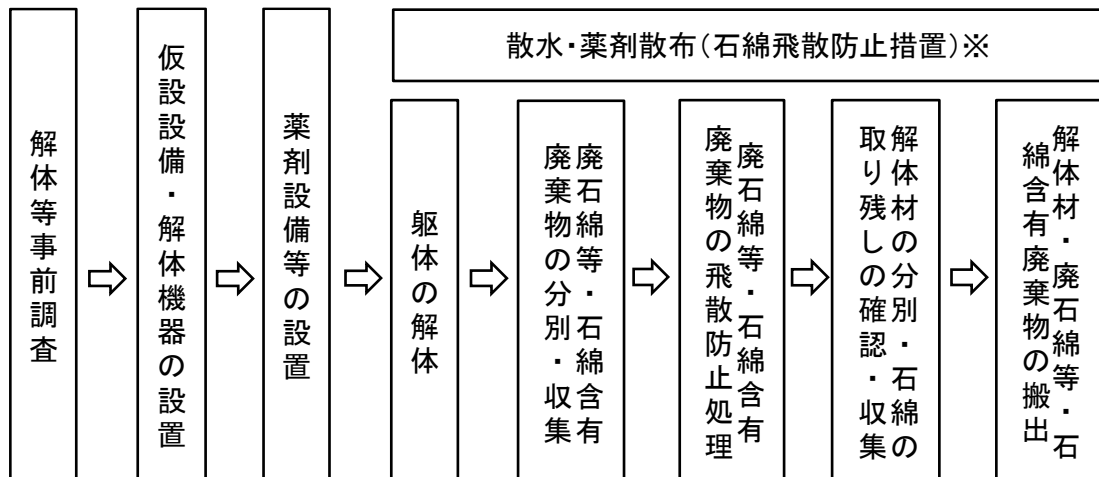 散水・薬剤散布（石綿飛散防止措置）※
解体等事前調査
仮設設備・解体機器の設置
薬剤設備等の設置
躯体の解体
廃石綿等・石綿含有
廃棄物の分別・収集
廃石綿等・石綿含有
廃棄物の飛散防止処理
解体材の分別・石綿の
取り残しの確認・収集
解体材・廃石綿等・石
綿含有廃棄物の搬出